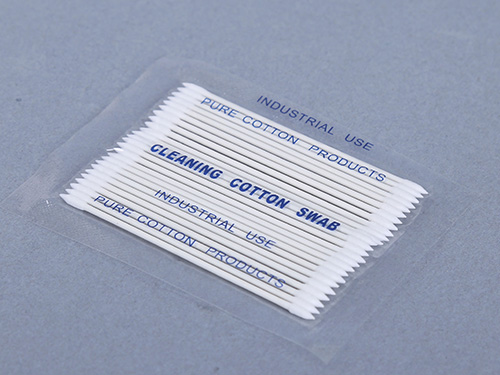 INDUSTRIAL USE
PURE COTTON PRODUCTS
CLEANING COTTON SWAB
INDUSTRIAL USE
PURE COTTON PRODUCTS